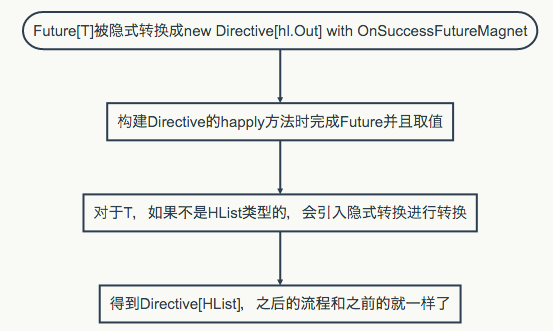 Future[T]被隐式转换成new Directive[hl.Out] with OnSuccessFutureMagnet
构建Directive的happly方法时完成Future并且取值
对于T，如果不是HList类型的，会引入隐式转换进行转换
得到Directive[HList]，之后的流程和之前的就一样了